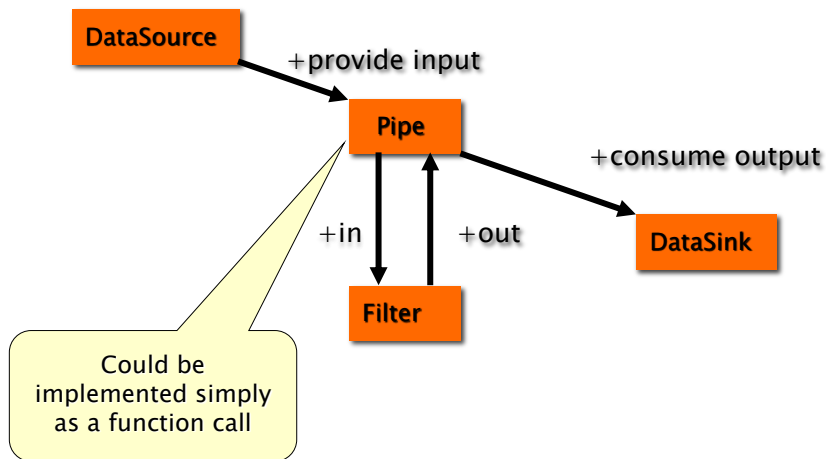 DataSource
+provide input
Pipe
+consume output
+in
+out
DataSink
Filter
Could be
implemented simply
as a function call